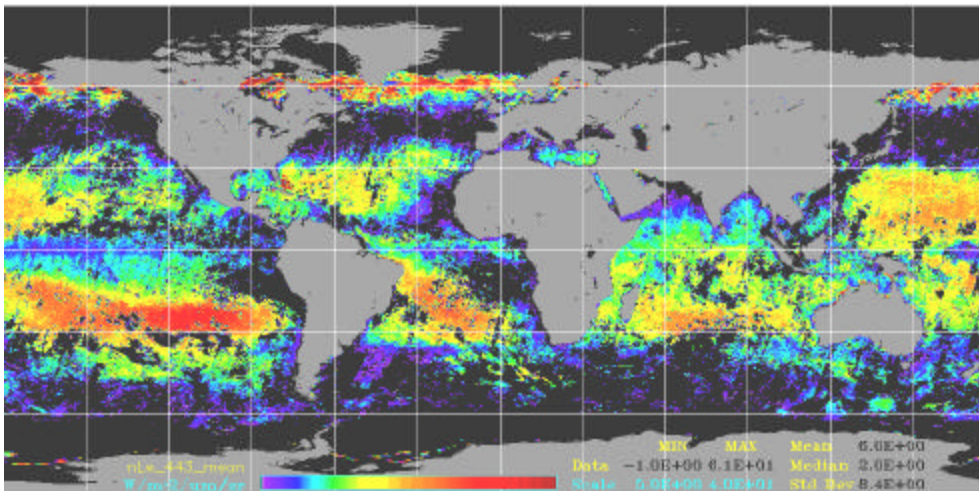 MIN MAX Mean 6.0E+00
nLw_443_mean Data -1.0E+00 6.1E+01 Median 2.0E+00
W/m^2/um/sr Scale 0.0E+00 4.0E+01 Std Dev 8.4E+00